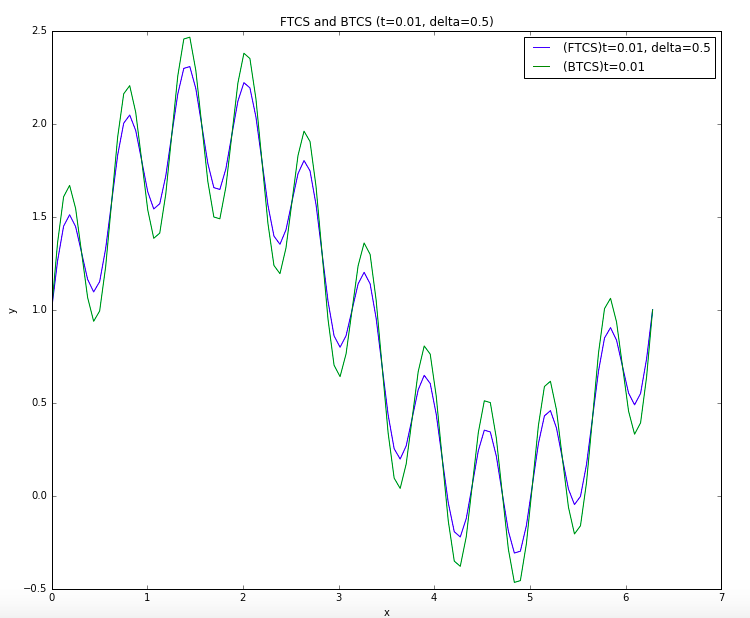 FTCS and BTCS (t=0.01, delta=0.5)
(FTCS)t=0.01, delta=0.5
(BTCS)t=0.01
2.5
2.0
1.5
1.0
0.5
0.0
−0.5
y
0 1 2 3 4 5 6 7
x